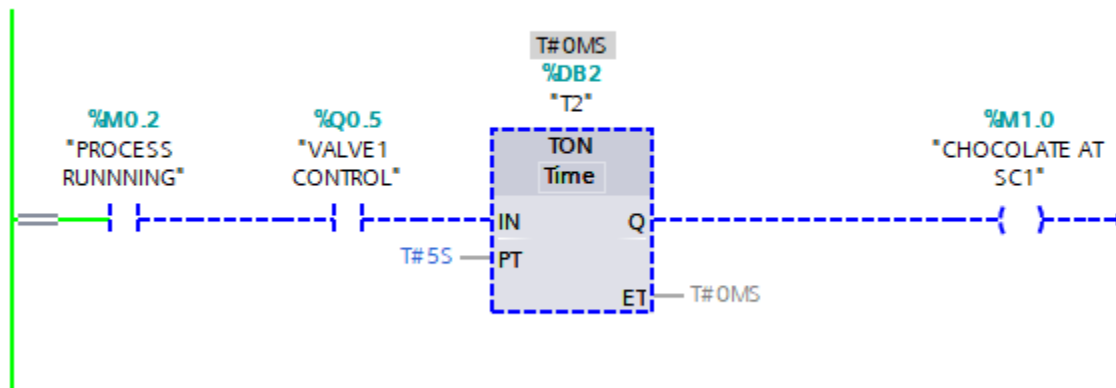 T#0MS
%DB2
"T2"
%M0.2
"PROCESS
RUNNNING"
%Q0.5
"VALVE1
CONTROL"
TON
Time
%M1.0
"CHOCOLATE AT
SC1"
IN
Q
T#5S
PT
ET
T#0MS